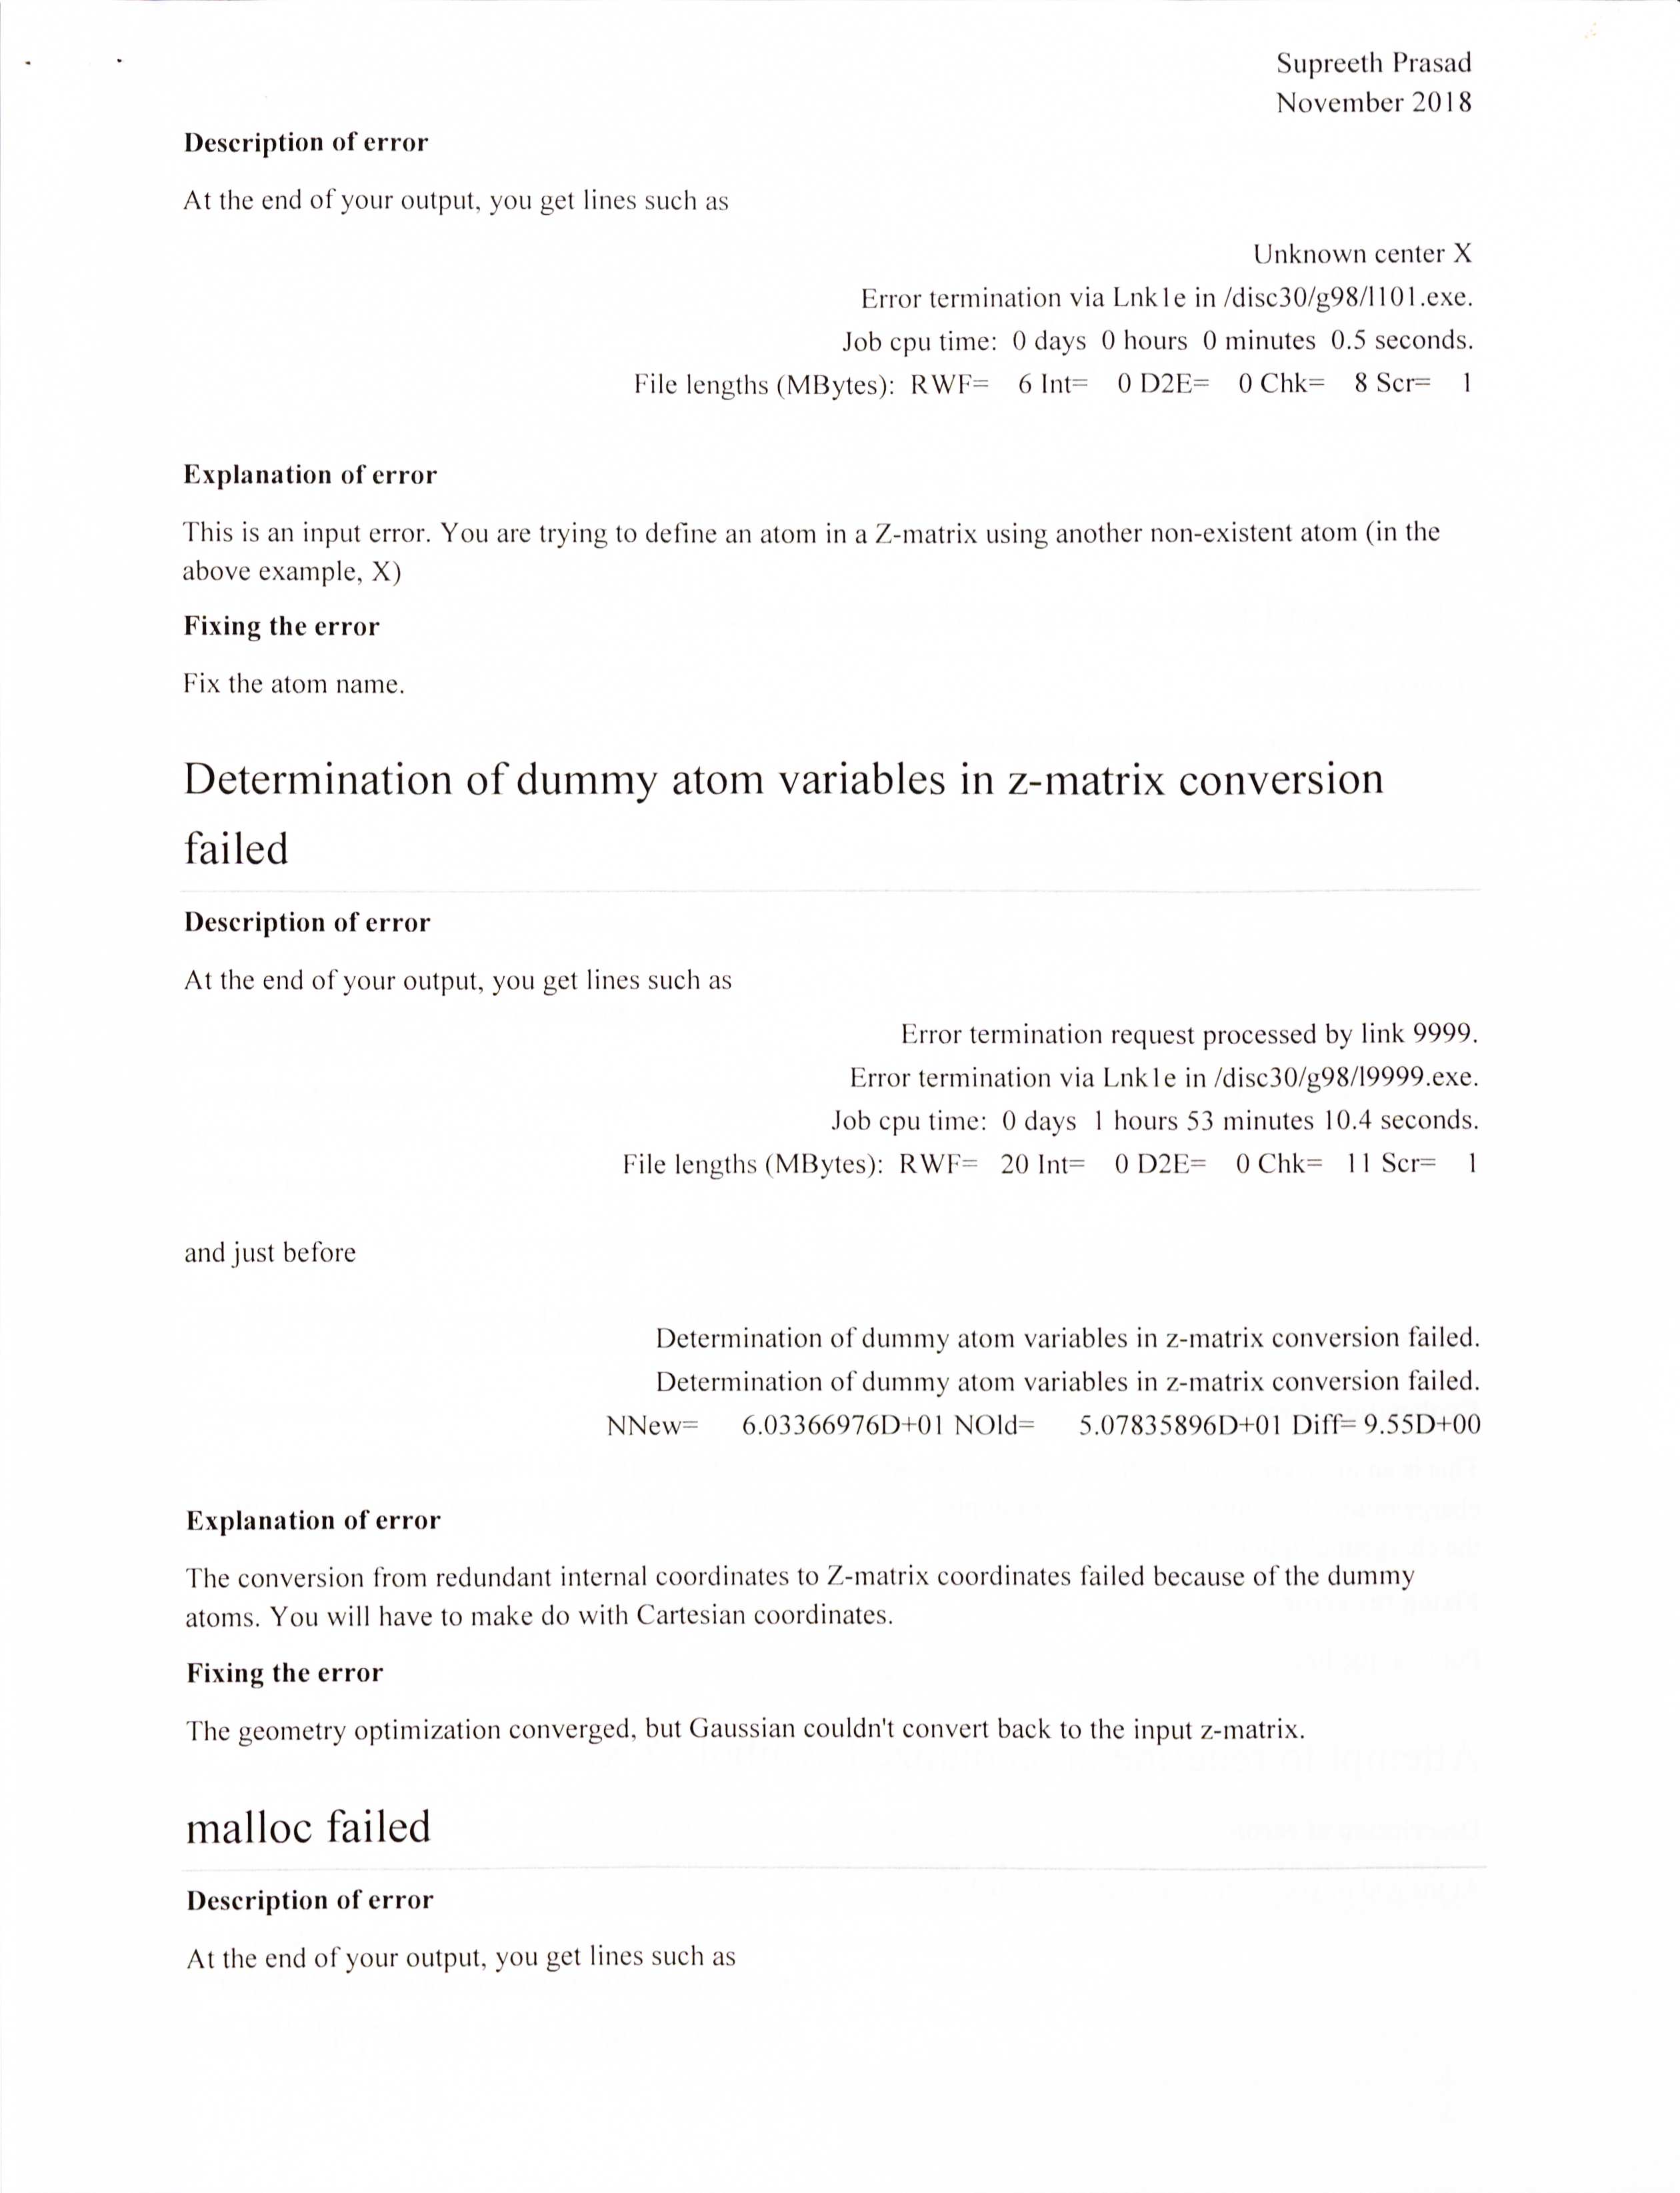 Supreeth Prasad
November 2018
Description of error
At the end of your output, you get lines such as
Unknown center X
Error termination via Lnk1e in /disc30/g98/l101.exe.
Job cpu time: 0 days 0 hours 0 minutes 0.5 seconds.
File lengths (MBytes): RWF= 6 Int= 0 D2E= 0 Chk= 8 Scr= 1
Explanation of error
This is an input error. You are trying to define an atom in a Z-matrix using another non-existent atom (in the
above example, X)
Fixing the error
Fix the atom name.
Determination of dummy atom variables in z-matrix conversion
failed
Description of error
At the end of your output, you get lines such as
Error termination request processed by link 9999.
Error termination via Lnk1e in /disc30/g98/l9999.exe.
Job cpu time: 0 days 1 hours 53 minutes 10.4 seconds.
File lengths (MBytes): RWF= 20 Int= 0 D2E= 0 Chk= 11 Scr= 1
and just before
Determination of dummy atom variables in z-matrix conversion failed.
Determination of dummy atom variables in z-matrix conversion failed.
NNew= 6.03366976D+01 NOld= 5.07835896D+01 Diff= 9.55D+00
Explanation of error
The conversion from redundant internal coordinates to Z-matrix coordinates failed because of the dummy
atoms. You will have to make do with Cartesian coordinates.
Fixing the error
The geometry optimization converged, but Gaussian couldn't convert back to the input z-matrix.
malloc failed
Description of error
At the end of your output, you get lines such as